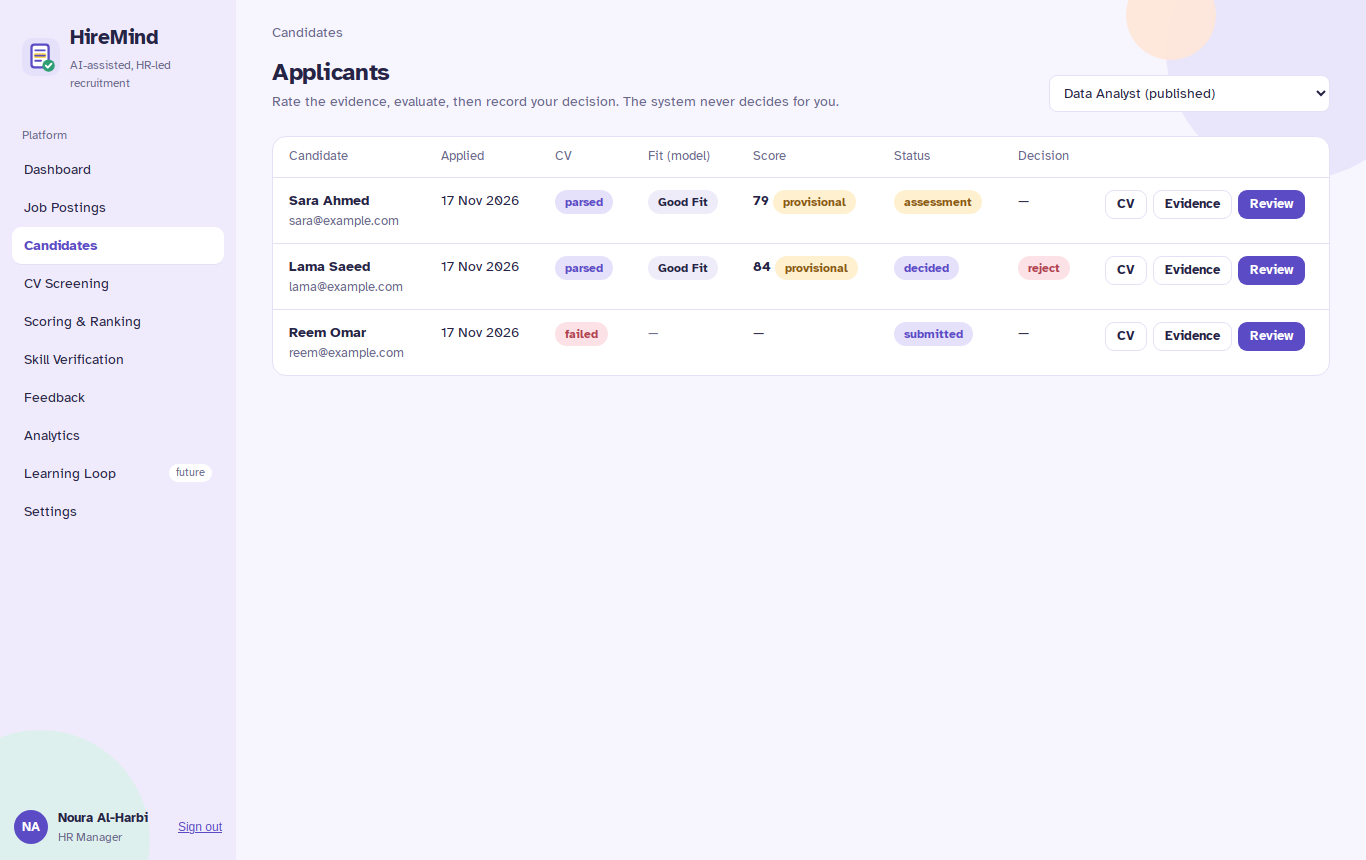 HireMind
AI-assisted, HR-led
recruitment
Platform
Dashboard
Job Postings
Candidates
CV Screening
Scoring & Ranking
Skill Verification
Feedback
Analytics
Learning Loop future
Settings
NA
Noura Al-Harbi
HR Manager
Sign out
Candidates
Applicants
Rate the evidence, evaluate, then record your decision. The system never decides for you.
Data Analyst (published)
Candidate Applied CV Fit (model) Score Status Decision
Sara Ahmed 17 Nov 2026 parsed Good Fit 79 provisional assessment — CV Evidence Review
sara@example.com
Lama Saeed 17 Nov 2026 parsed Good Fit 84 provisional decided reject CV Evidence Review
lama@example.com
Reem Omar 17 Nov 2026 failed — — submitted — CV Evidence Review
reem@example.com